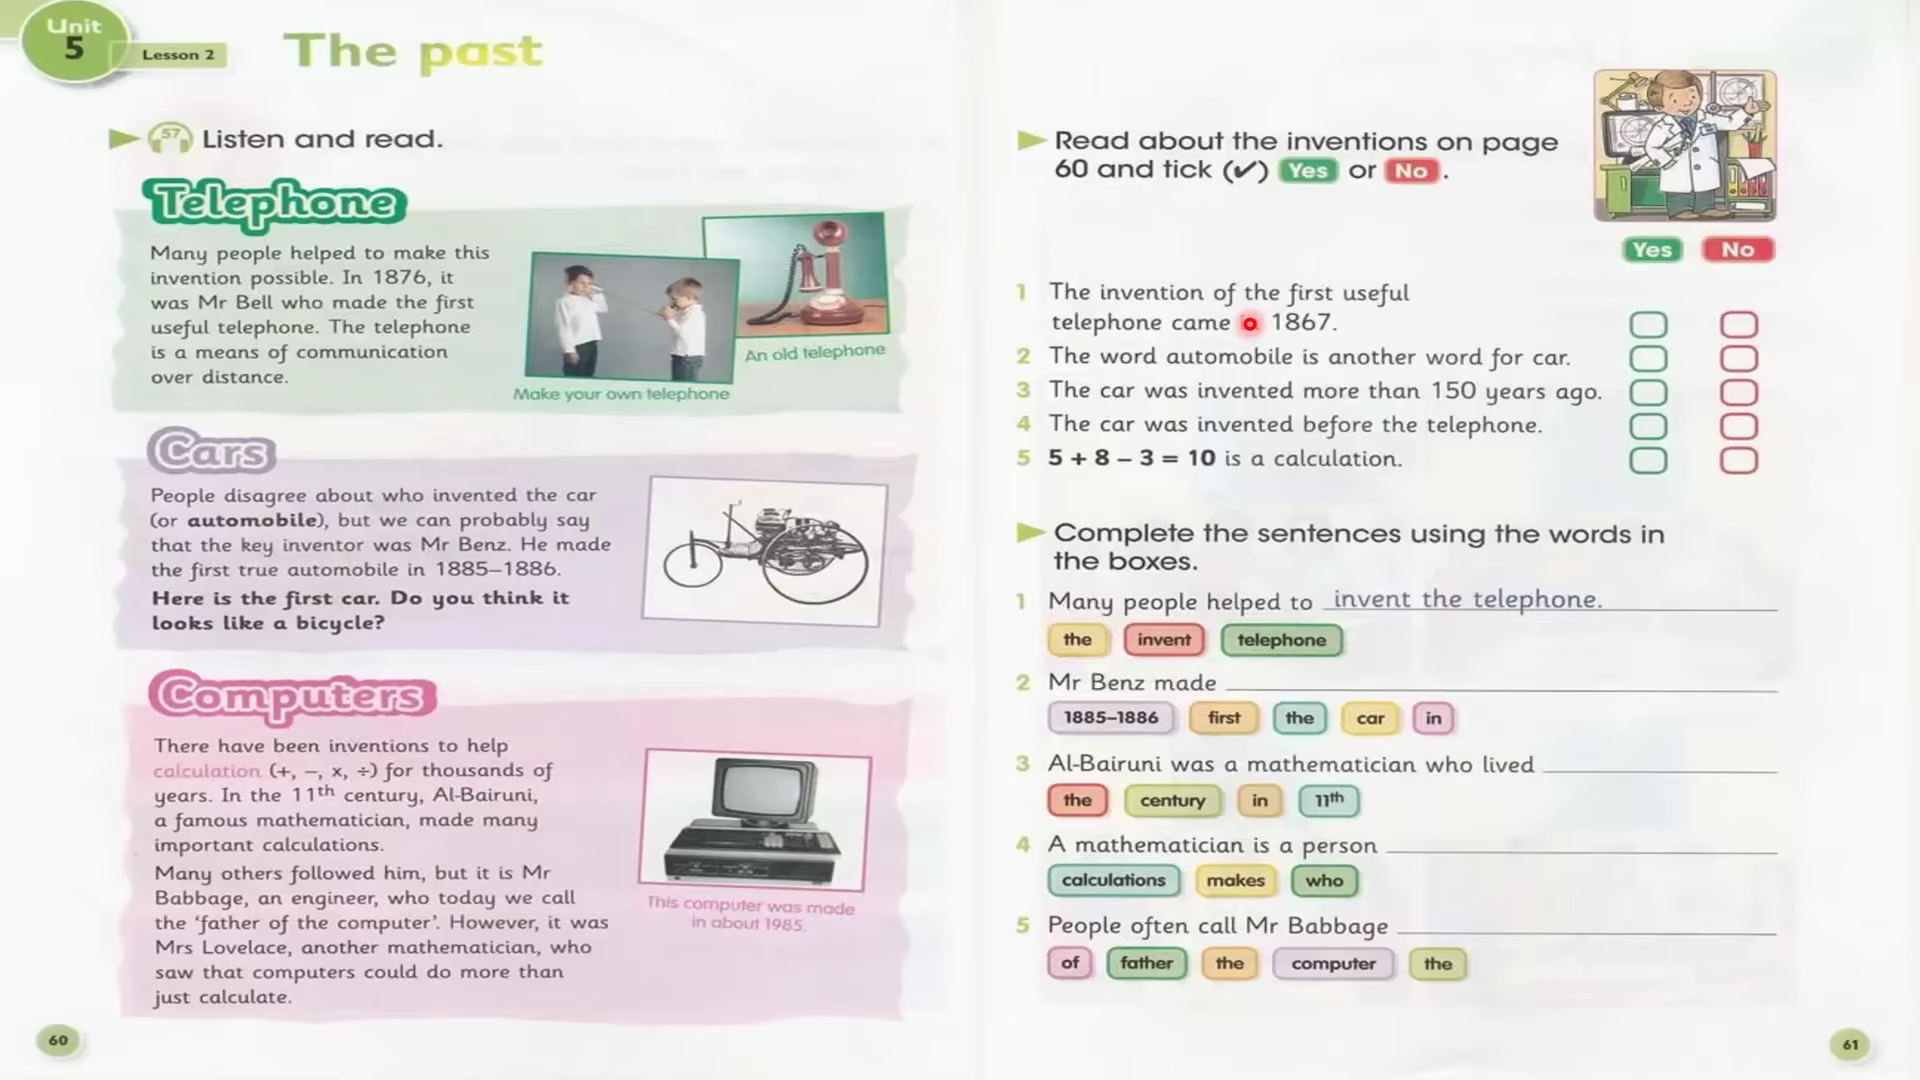 Unit
5
Lesson 2
The past
57 Listen and read.
Telephone
Many people helped to make this
invention possible. In 1876, it
was Mr Bell who made the first
useful telephone. The telephone
is a means of communication
over distance.
An old telephone
Make your own telephone
Cars
People disagree about who invented the car
(or automobile), but we can probably say
that the key inventor was Mr Benz. He made
the first true automobile in 1885–1886.
Here is the first car. Do you think it
looks like a bicycle?
Computers
There have been inventions to help
calculation (+, –, x, ÷) for thousands of
years. In the 11th century, Al-Bairuni,
a famous mathematician, made many
important calculations.
Many others followed him, but it is Mr
Babbage, an engineer, who today we call
the ‘father of the computer’. However, it was
Mrs Lovelace, another mathematician, who
saw that computers could do more than
just calculate.
This computer was made
in about 1985.
60
Read about the inventions on page
60 and tick (✔) Yes or No.
Yes No
1 The invention of the first useful
telephone came 1867.
2 The word automobile is another word for car.
3 The car was invented more than 150 years ago.
4 The car was invented before the telephone.
5 5 + 8 – 3 = 10 is a calculation.
Complete the sentences using the words in
the boxes.
1 Many people helped to invent the telephone.
the invent telephone
2 Mr Benz made
1885–1886 first the car in
3 Al-Bairuni was a mathematician who lived
the century in 11th
4 A mathematician is a person
calculations makes who
5 People often call Mr Babbage
of father the computer the
61